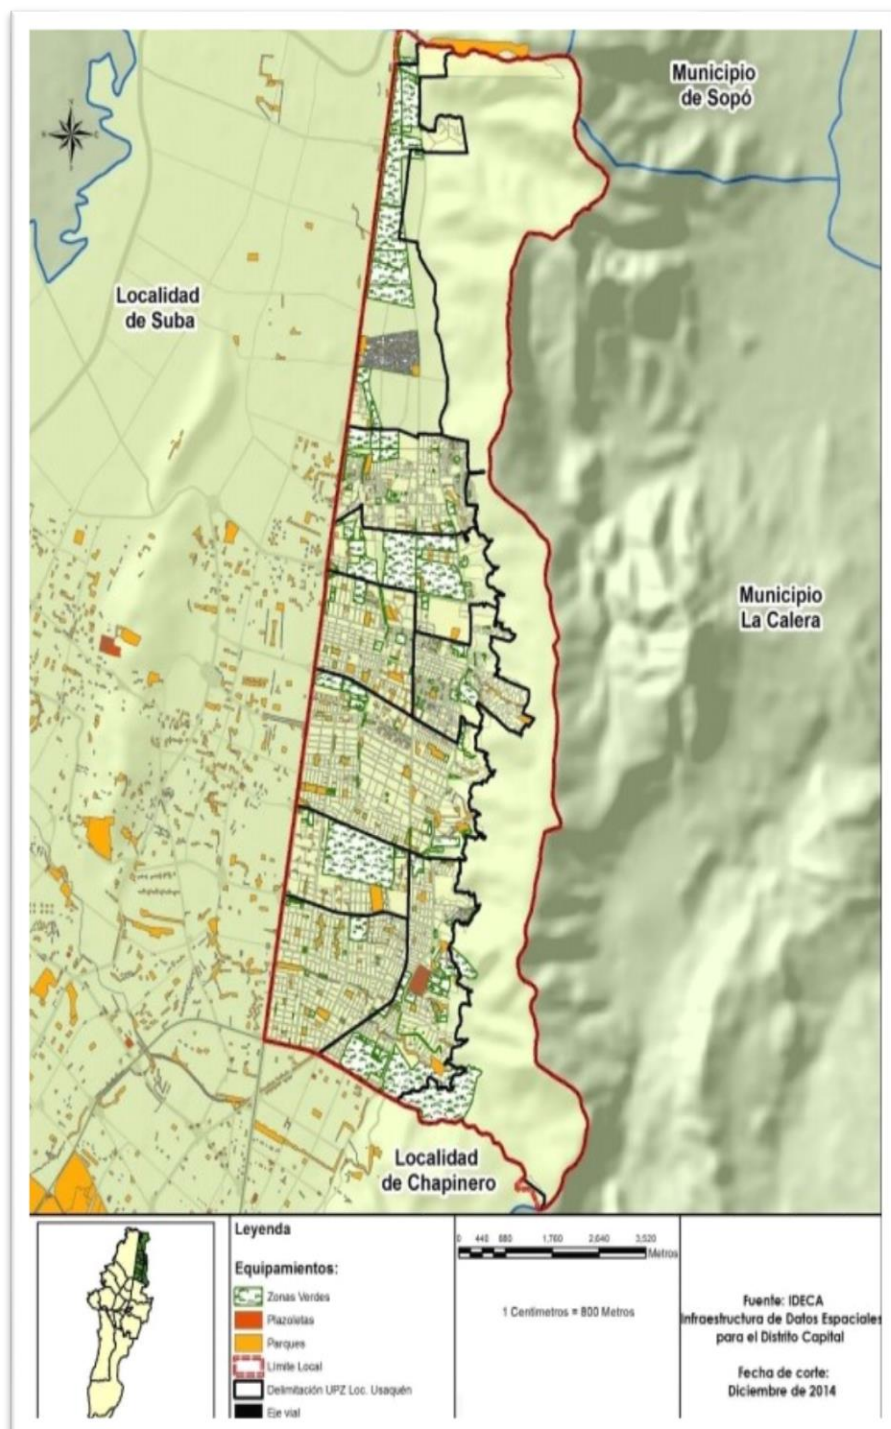 Municipio
de Sopó
Localidad
de Suba
Municipio
La Calera
Localidad
de Chapinero
Leyenda
Equipamientos:
Zonas Verdes
Plazoletas
Parques
Límite Local
Delimitación UPZ Loc. Usaquén
Eje vial
0 440 880 1,760 2,640 3,520
Metros
1 Centimetros = 800 Metros
Fuente: IDECA
Infraestructura de Datos Espaciales
para el Distrito Capital
Fecha de corte:
Diciembre de 2014